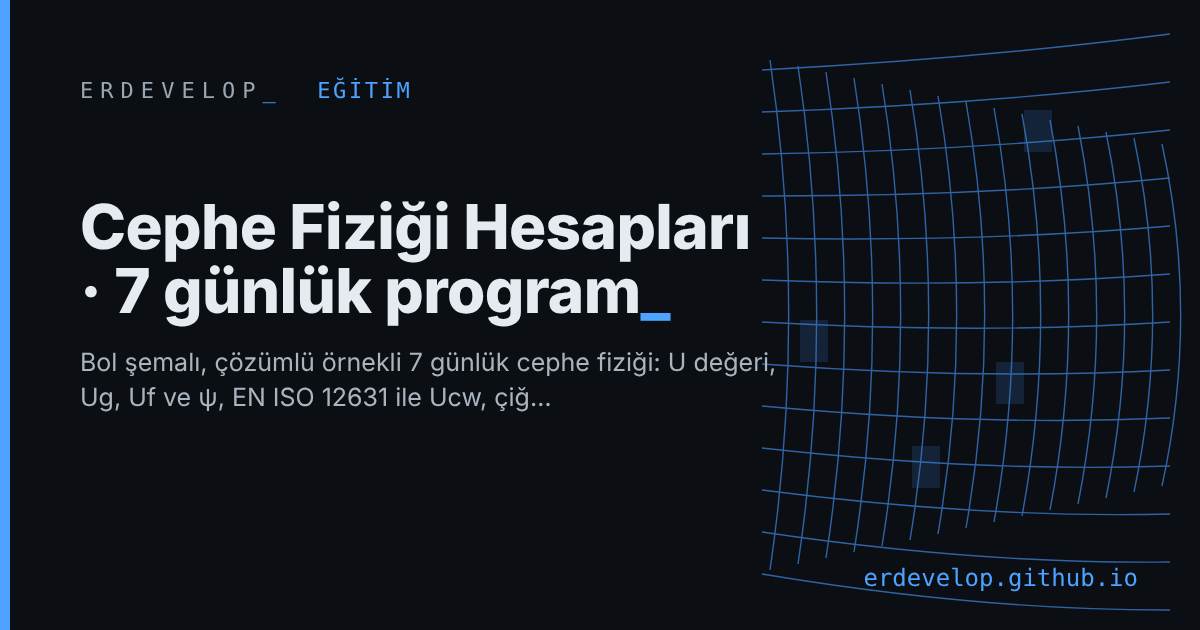 ERDEVELOP_ EĞİTİM
Cephe Fiziği Hesapları
· 7 günlük program_
Bol şemalı, çözümlü örnekli 7 günlük cephe fiziği: U değeri,
Ug, Uf ve ψ, EN ISO 12631 ile Ucw, çiğ…
erdevelop.github.io